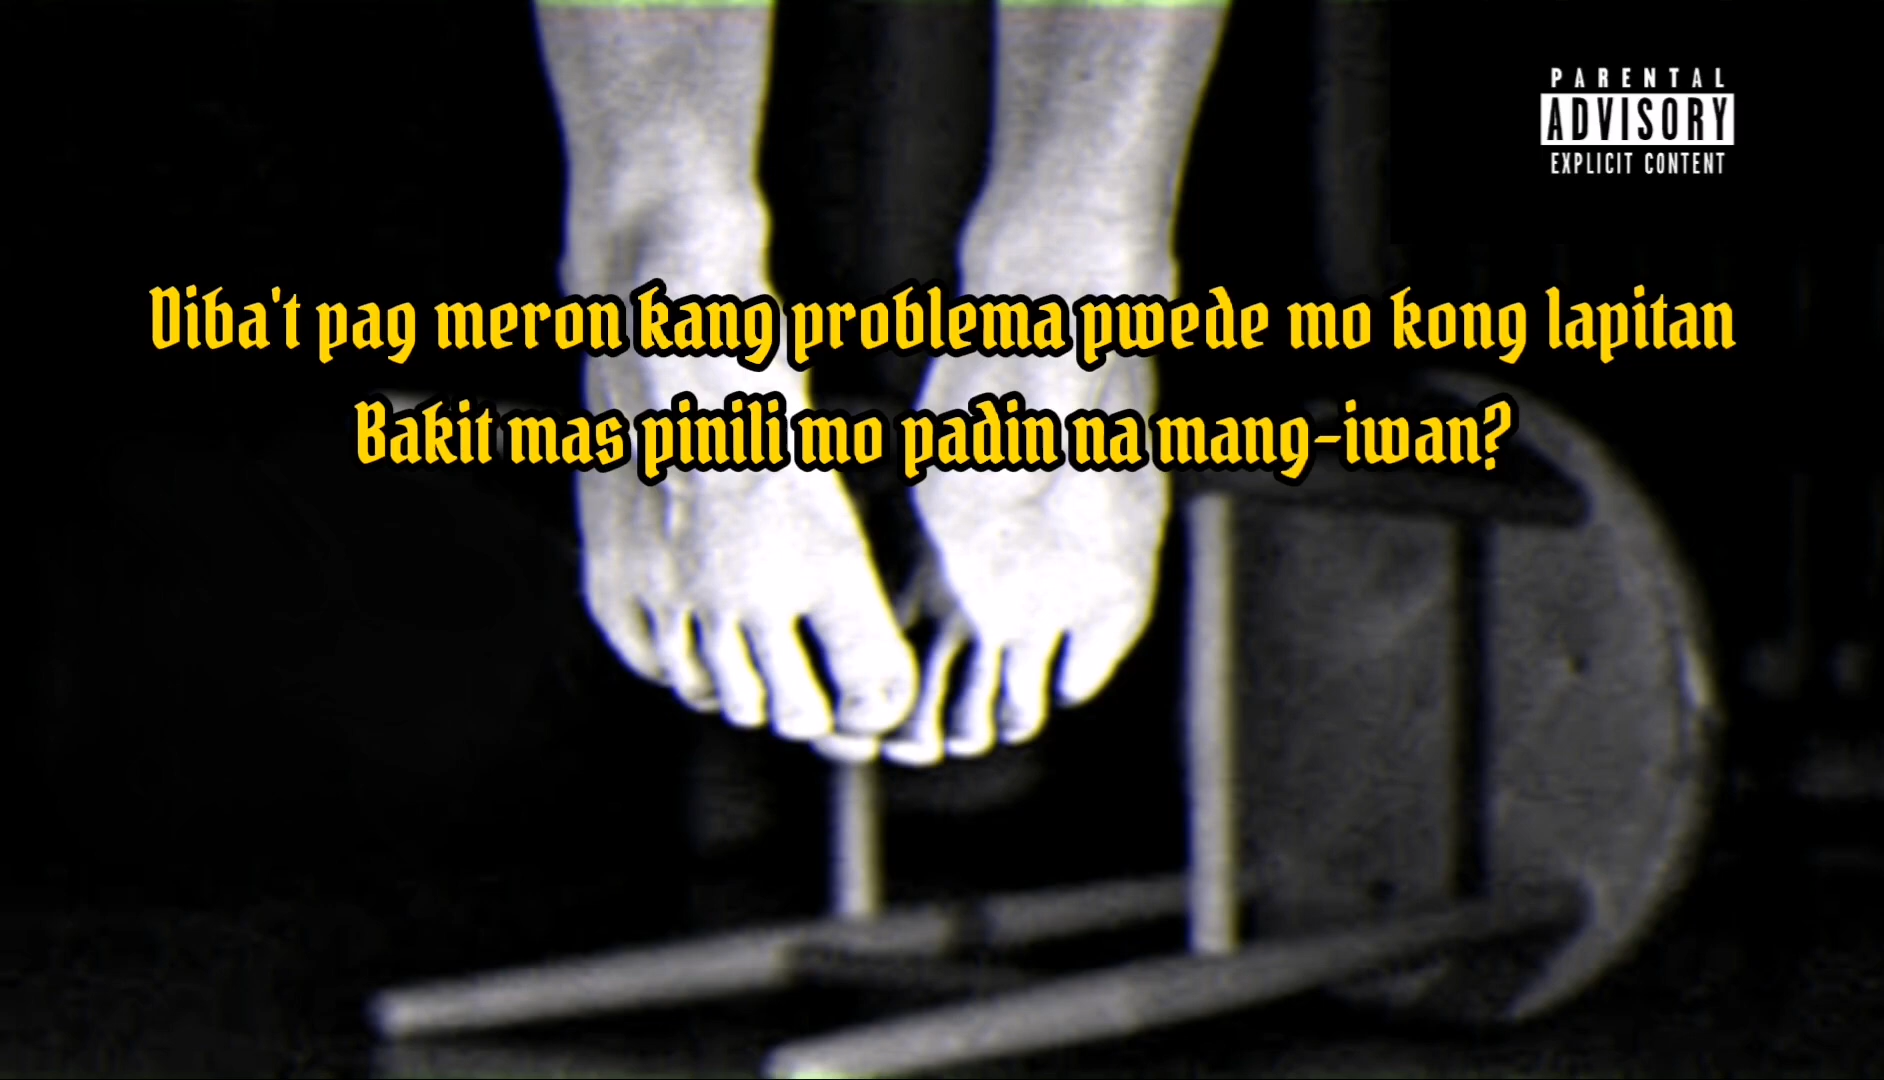 PARENTAL
ADVISORY
EXPLICIT CONTENT
Diba't pag meron kang problema pwede mo kong lapitan
Bakit mas pinili mo padin na mang-iwan?